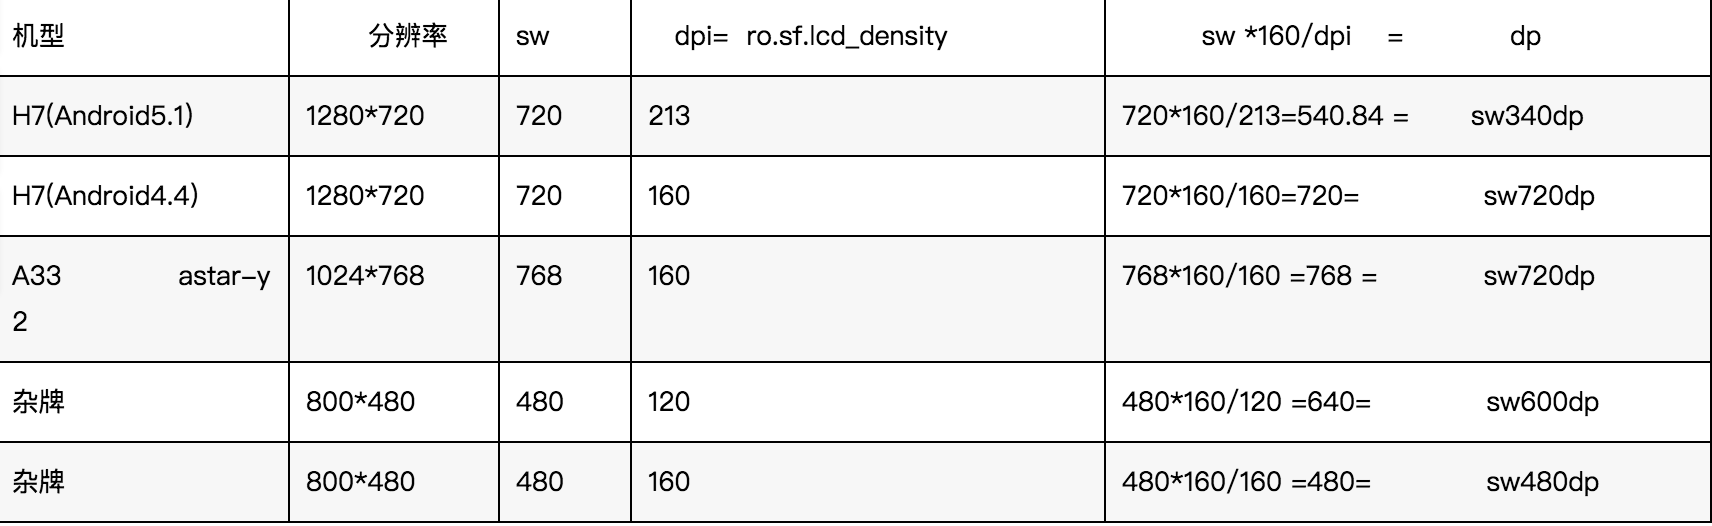 机型 分辨率 sw dpi= ro.sf.lcd_density sw *160/dpi = dp
H7(Android5.1) 1280*720 720 213 720*160/213=540.84 = sw340dp
H7(Android4.4) 1280*720 720 160 720*160/160=720= sw720dp
A33 astar-y 1024*768 768 160 768*160/160 =768 = sw720dp
2
杂牌 800*480 480 120 480*160/120 =640= sw600dp
杂牌 800*480 480 160 480*160/160 =480= sw480dp